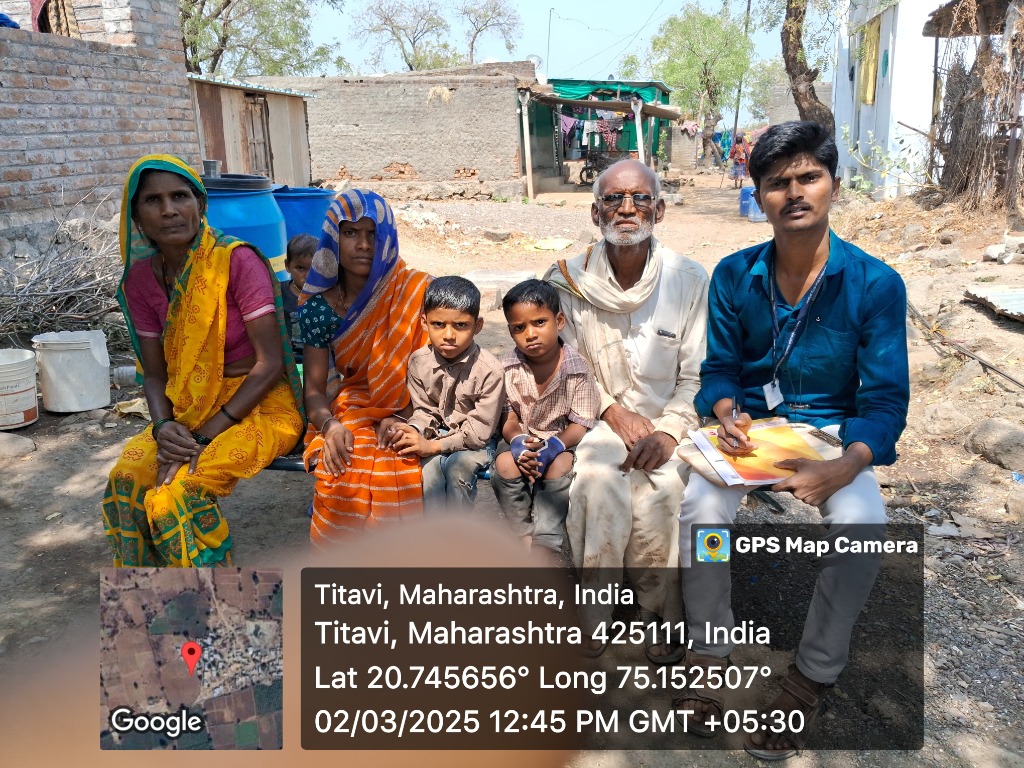 GPS Map Camera
Titavi, Maharashtra, India
Titavi, Maharashtra 425111, India
Lat 20.745656° Long 75.152507°
02/03/2025 12:45 PM GMT +05:30
Google